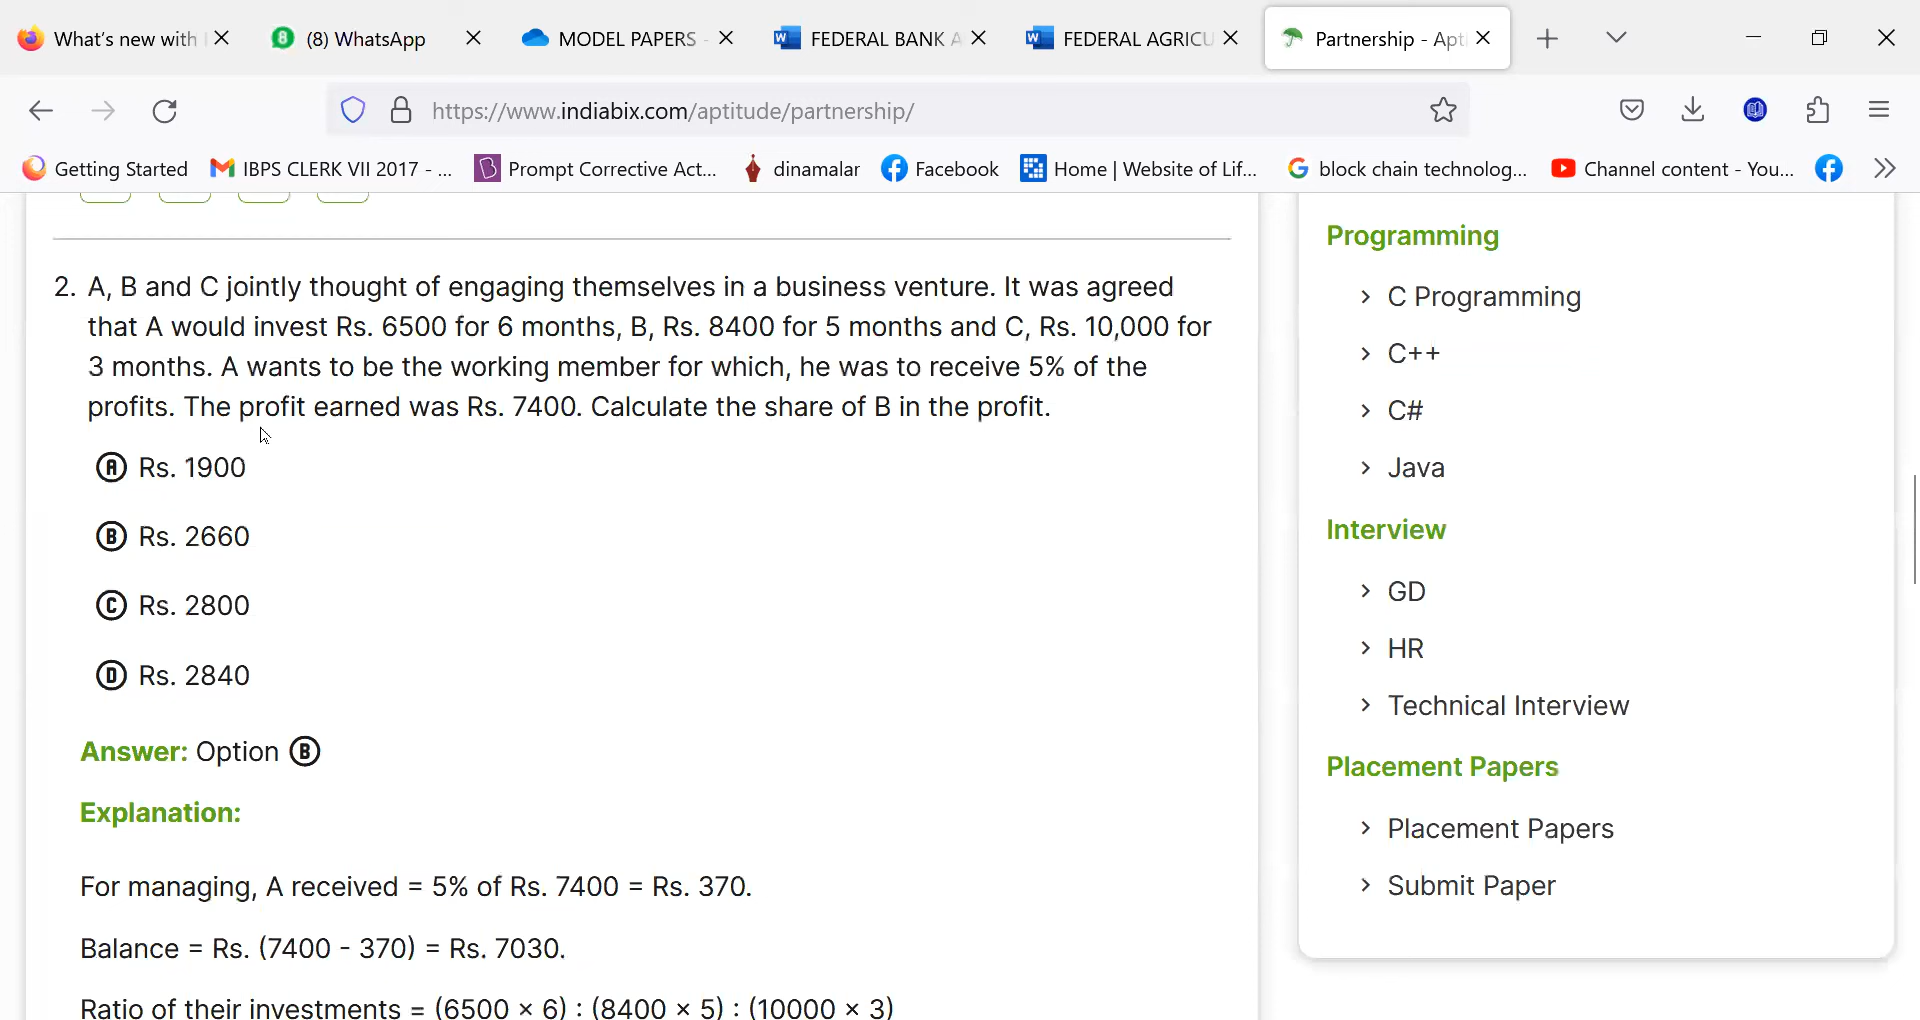 What's new with
(8) WhatsApp
MODEL PAPERS -
FEDERAL BANK A
FEDERAL AGRICU
Partnership - Apti
https://www.indiabix.com/aptitude/partnership/
Getting Started
IBPS CLERK VII 2017 - ...
Prompt Corrective Act...
dinamalar
Facebook
Home | Website of Lif...
block chain technolog...
Channel content - You...
2. A, B and C jointly thought of engaging themselves in a business venture. It was agreed
that A would invest Rs. 6500 for 6 months, B, Rs. 8400 for 5 months and C, Rs. 10,000 for
3 months. A wants to be the working member for which, he was to receive 5% of the
profits. The profit earned was Rs. 7400. Calculate the share of B in the profit.
A Rs. 1900
B Rs. 2660
C Rs. 2800
D Rs. 2840
Answer: Option B
Explanation:
For managing, A received = 5% of Rs. 7400 = Rs. 370.
Balance = Rs. (7400 - 370) = Rs. 7030.
Ratio of their investments = (6500 × 6) : (8400 × 5) : (10000 × 3)
Programming
C Programming
C++
C#
Java
Interview
GD
HR
Technical Interview
Placement Papers
Placement Papers
Submit Paper